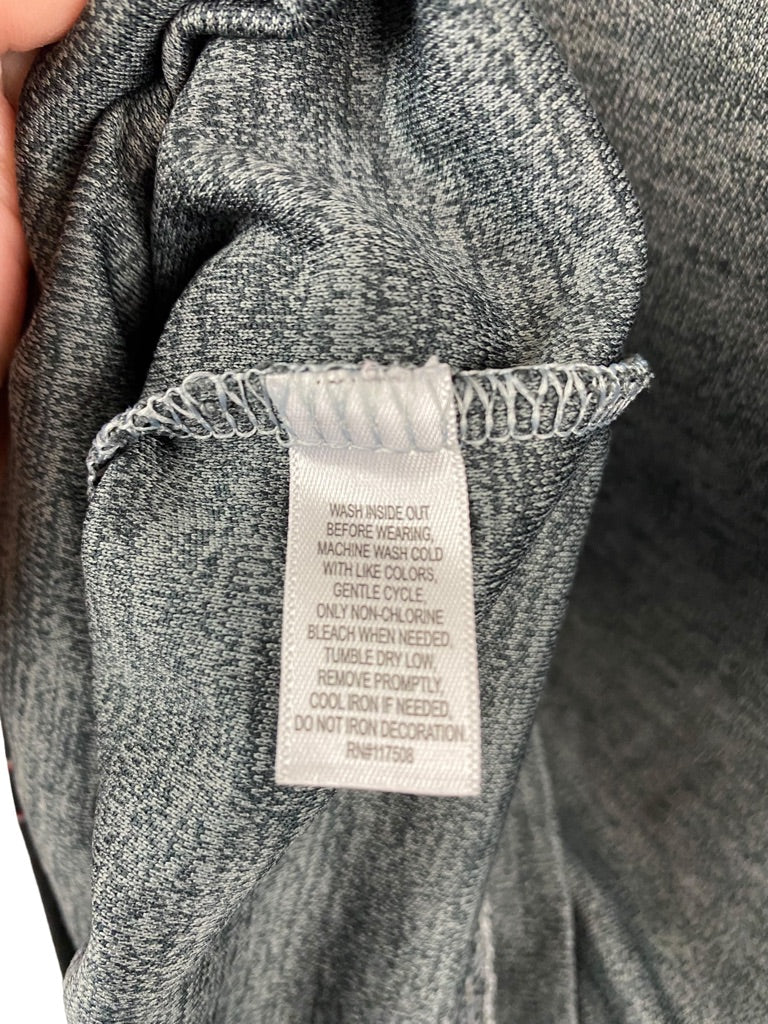 WASH INSIDE OUT
BEFORE WEARING,
MACHINE WASH COLD
WITH LIKE COLORS,
GENTLE CYCLE,
ONLY NON-CHLORINE
BLEACH WHEN NEEDED,
TUMBLE DRY LOW,
REMOVE PROMPTLY,
COOL IRON IF NEEDED,
DO NOT IRON DECORATION.
RN#117508